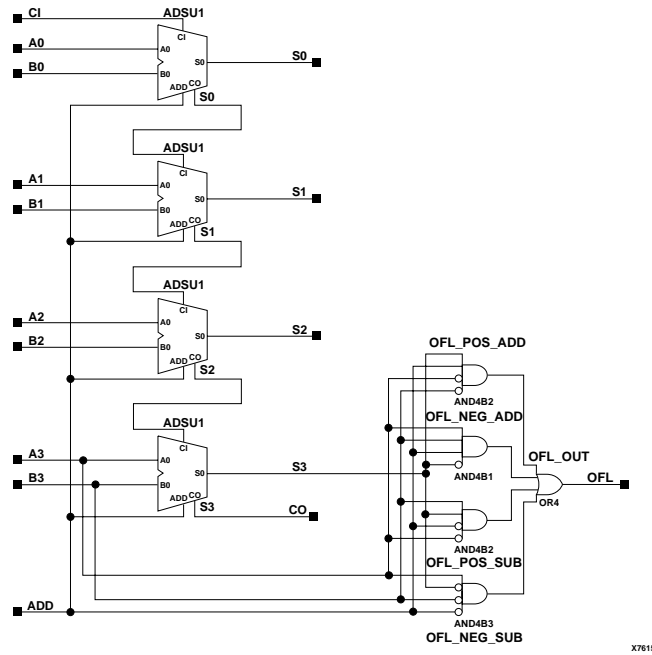 CI
ADSU1
CI
A0
A0
S0
S0
B0
B0
ADD
CO
S0
ADSU1
CI
A1
A0
S0
S1
B1
B0
ADD
CO
S1
ADSU1
CI
A2
A0
S0
S2
B2
B0
ADD
CO
S2
ADSU1
CI
A3
A0
S0
S3
B3
B0
ADD
CO
S3
CO
ADD
OFL_POS_ADD
AND4B2
OFL_NEG_ADD
AND4B1
OFL_OUT
OFL
OR4
AND4B2
OFL_POS_SUB
AND4B3
OFL_NEG_SUB